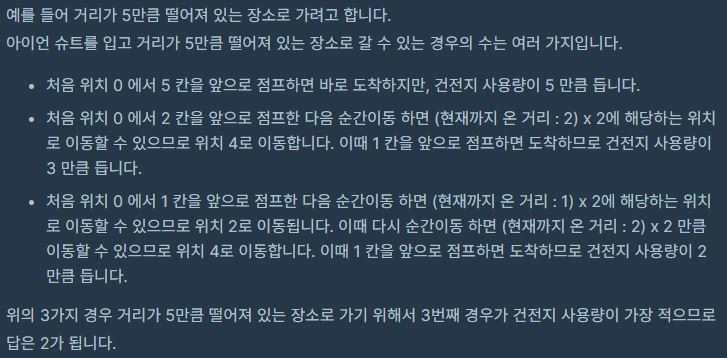 예를 들어 거리가 5만큼 떨어져 있는 장소로 가려고 합니다.
아이언 슈트를 입고 거리가 5만큼 떨어져 있는 장소로 갈 수 있는 경우의 수는 여러 가지입니다.
• 처음 위치 0 에서 5 칸을 앞으로 점프하면 바로 도착하지만, 건전지 사용량이 5 만큼 듭니다.
• 처음 위치 0 에서 2 칸을 앞으로 점프한 다음 순간이동 하면 (현재까지 온 거리 : 2) x 2에 해당하는 위치
로 이동할 수 있으므로 위치 4로 이동합니다. 이때 1 칸을 앞으로 점프하면 도착하므로 건전지 사용량이
3 만큼 듭니다.
• 처음 위치 0 에서 1 칸을 앞으로 점프한 다음 순간이동 하면 (현재까지 온 거리 : 1) x 2에 해당하는 위치
로 이동할 수 있으므로 위치 2로 이동됩니다. 이때 다시 순간이동 하면 (현재까지 온 거리 : 2) x 2 만큼
이동할 수 있으므로 위치 4로 이동합니다. 이때 1 칸을 앞으로 점프하면 도착하므로 건전지 사용량이 2
만큼 듭니다.
위의 3가지 경우 거리가 5만큼 떨어져 있는 장소로 가기 위해서 3번째 경우가 건전지 사용량이 가장 적으므로
답은 2가 됩니다.